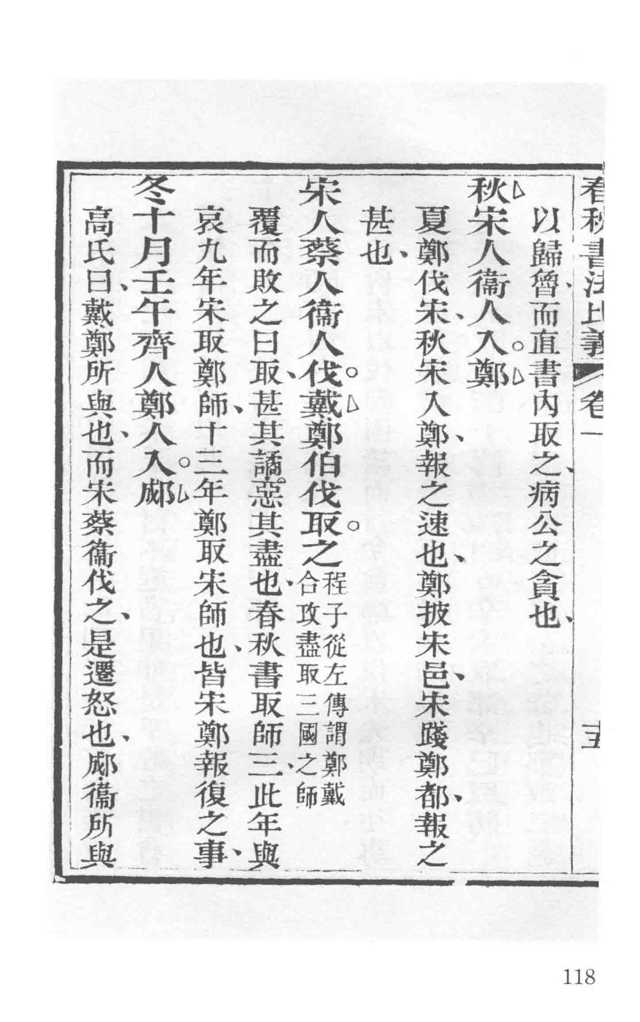 春秋書法比義 卷一 十五
以歸魯而直書內取之病公之貪也
秋宋人衞人入鄭
夏鄭伐宋秋宋入鄭報之速也鄭披宋邑宋踐鄭都報之
甚也
宋人蔡人衞人伐戴鄭伯伐取之程子從左傳謂鄭戴
合攻盡取三國之師
覆而敗之曰取甚其譎惡其盡也春秋書取師三此年與
哀九年宋取鄭師十三年鄭取宋師也皆宋鄭報復之事
冬十月壬午齊人鄭人入郕
高氏曰戴鄭所與也而宋蔡衞伐之是遷怒也郕衞所與
118